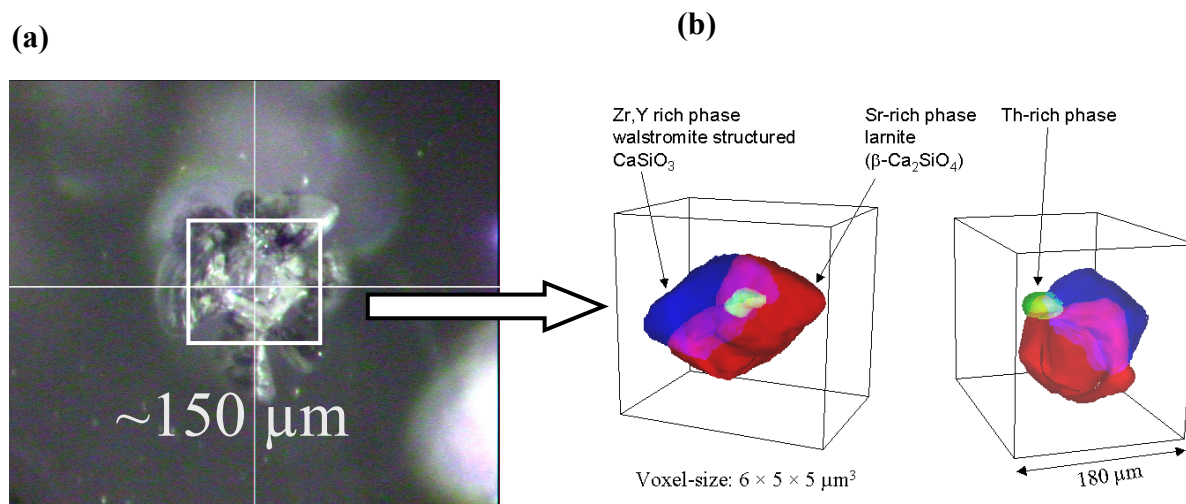 (a)
(b)
~150 μm
Zr,Y rich phase
walstromite structured
CaSiO₃
Sr-rich phase
larnite
(β-Ca₂SiO₄)
Th-rich phase
Voxel-size: 6 × 5 × 5 μm³
180 μm